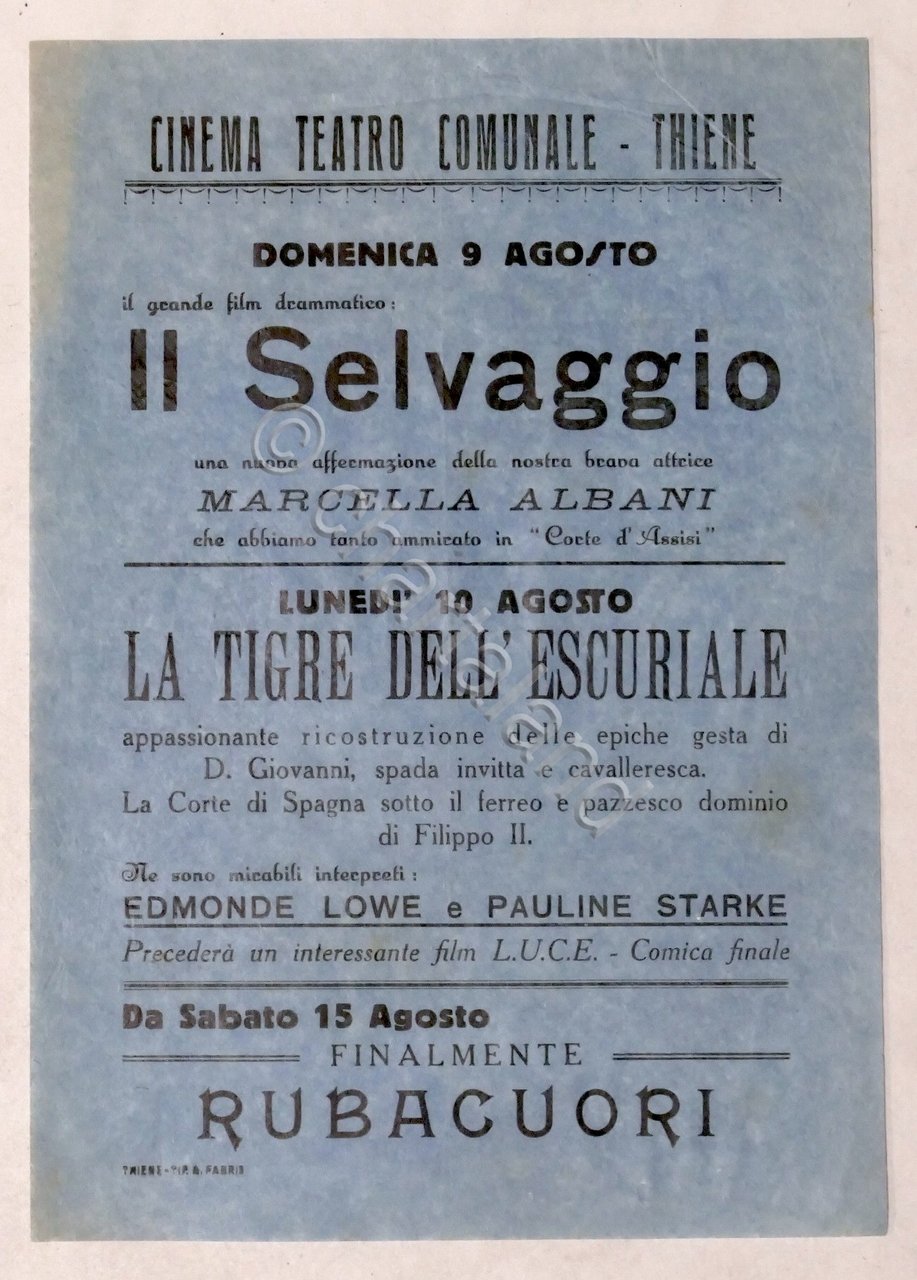 CINEMA TEATRO COMUNALE - THIENE
DOMENICA 9 AGOSTO
il grande film drammatico:
Il Selvaggio
una nuova affermazione della nostra brava attrice
MARCELLA ALBANI
che abbiamo tanto ammirato in "Corte d'Assisi"
LUNEDI' 10 AGOSTO
LA TIGRE DELL'ESCURIALE
appassionante ricostruzione delle epiche gesta di
D. Giovanni, spada invitta e cavalleresca.
La Corte di Spagna sotto il ferreo e pazzesco dominio
di Filippo II.
Ne sono mirabili interpreti:
EDMONDE LOWE e PAULINE STARKE
Precederà un interessante film L.U.C.E. - Comica finale
Da Sabato 15 Agosto
FINALMENTE
RUBACUORI
THIENE - TIP. A. FABRIS
© chartaland